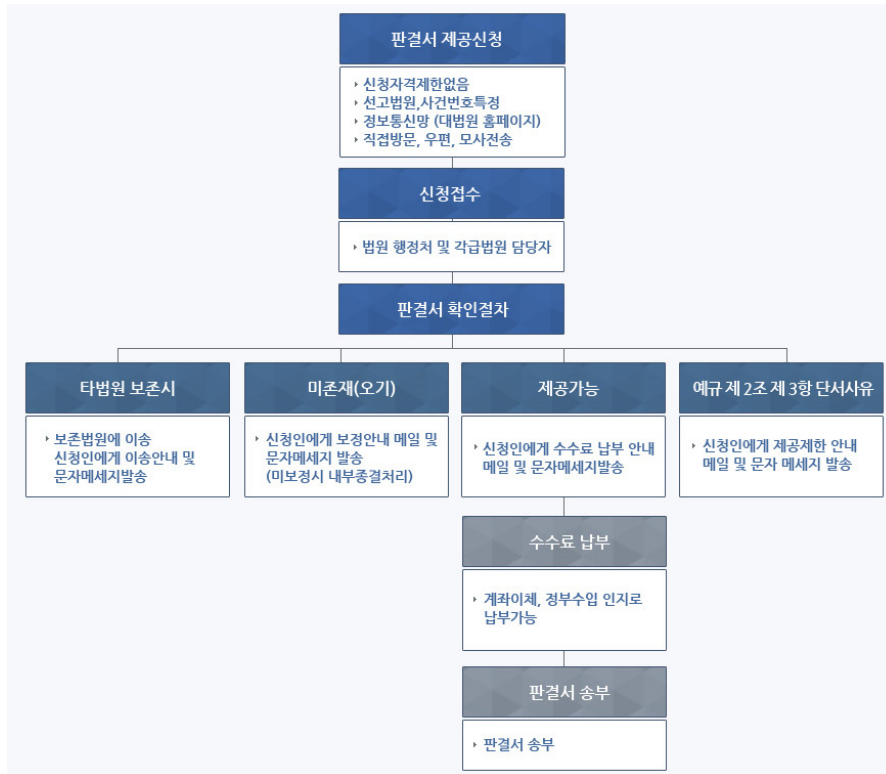 판결서 제공신청
신청자격제한없음
선고법원,사건번호특정
정보통신망 (대법원 홈페이지)
직접방문, 우편, 모사전송
신청접수
법원 행정처 및 각급법원 담당자
판결서 확인절차
타법원 보존시
보존법원에 이송
신청인에게 이송안내 및
문자메세지발송
미존재(오기)
신청인에게 보정안내 메일 및
문자메세지 발송
(미보정시 내부종결처리)
제공가능
신청인에게 수수료 납부 안내
메일 및 문자메세지발송
예규 제 2조 제 3항 단서사유
신청인에게 제공제한 안내
메일 및 문자 메세지 발송
수수료 납부
계좌이체, 정부수입 인지로
납부가능
판결서 송부
판결서 송부